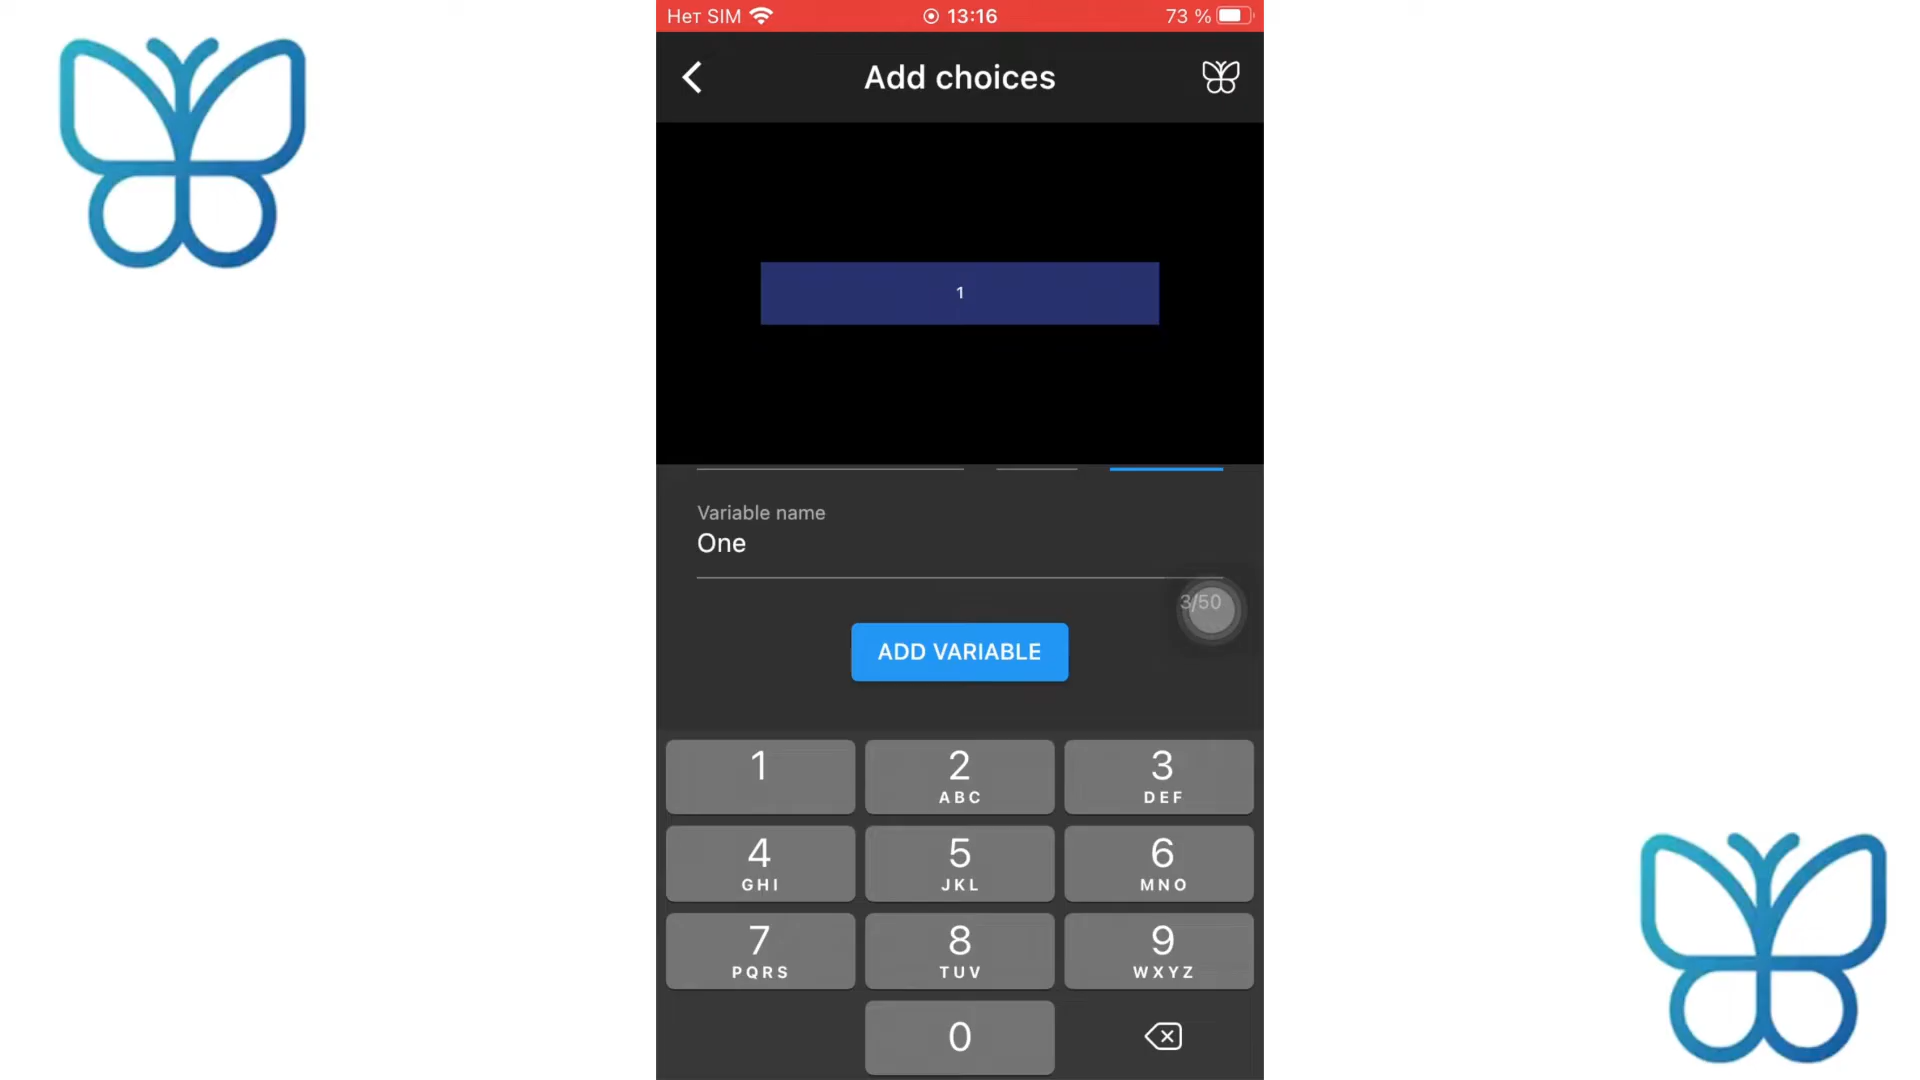 Нет SIM 13:16 73 %
Add choices
1
Variable name
One
3/50
ADD VARIABLE
1 2 3
ABC DEF
4 5 6
GHI JKL MNO
7 8 9
PQRS TUV WXYZ
0